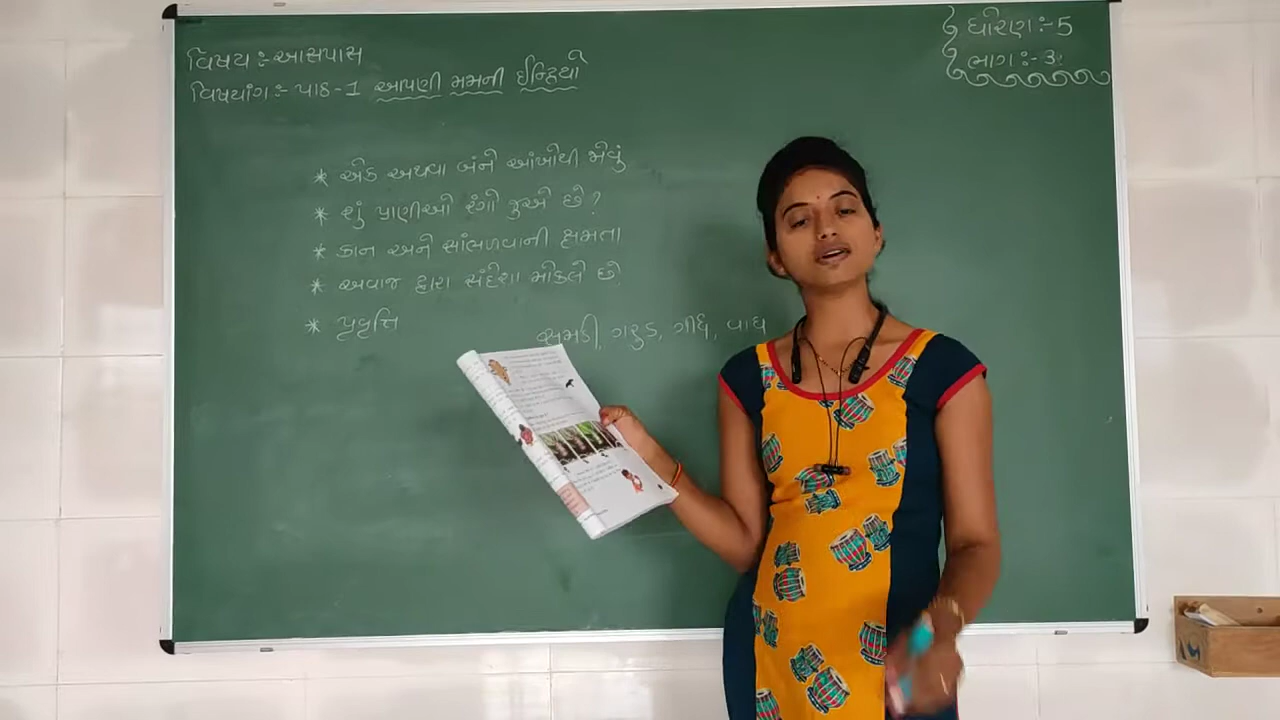 વિષય :- આસપાસ
વિષયાંગ :- પાઠ-1 આપણી મમની ઈન્દ્રિયો
ધોરણ :- 5
ભાગ :- 3
* એક અથવા બંને આંખોથી જોવું
* શું પ્રાણીઓ રંગો જુએ છે ?
* કાન અને સાંભળવાની ક્ષમતા
* અવાજ દ્વારા સંદેશા મોકલે છે
* પ્રવૃત્તિ
સમડી, ગરુડ, ગીધ, વાઘ